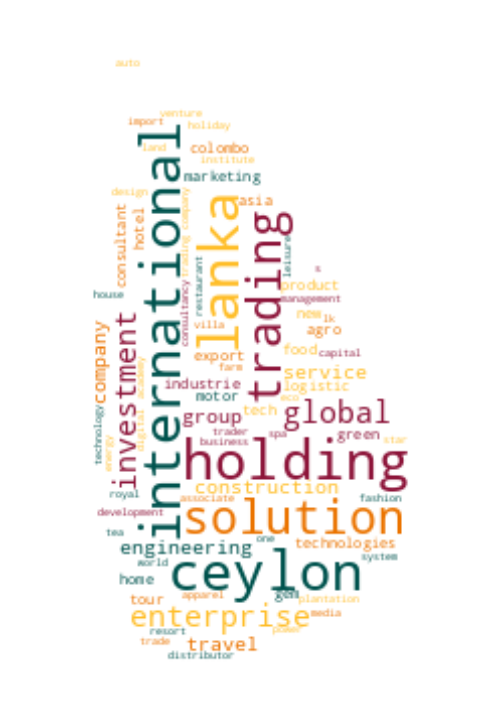 auto
venture
import
holiday
land
colombo
institute
marketing
design
asia
consultant
hotel
international
trading company
lanka
trading
leisure
restaurant
consultancy
house
s
product
management
new
lk
agro
villa
company
investment
export
food
capital
farm
service
industrie
logistic
motor
eco
academy
digital
technology
energy
group
tech
global
trader
spa
green
star
business
holding
construction
royal
associate
fashion
development
solution
tea
one
engineering
technologies
world
system
ceylon
home
gem
tour
apparel
plantation
enterprise
media
resort
power
trade
travel
distributor